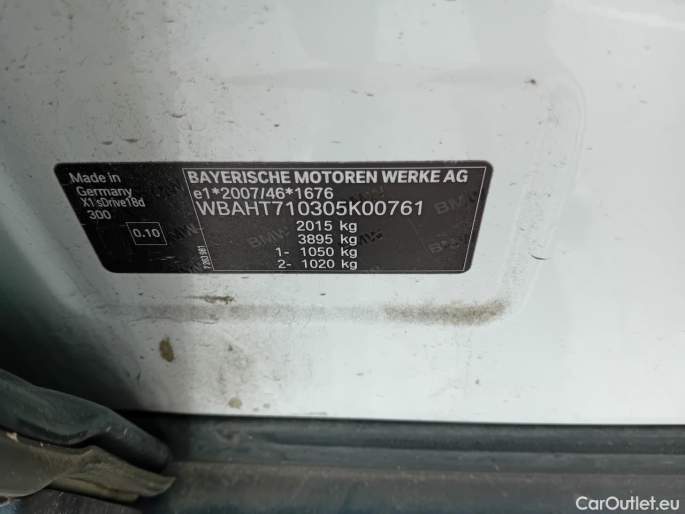 Made in
Germany
X1 sDrive18d
300
0.10
BAYERISCHE MOTOREN WERKE AG
e1*2007/46*1676
WBAHT710305K00761
2015 kg
3895 kg
1- 1050 kg
2- 1020 kg
CarOutlet.eu